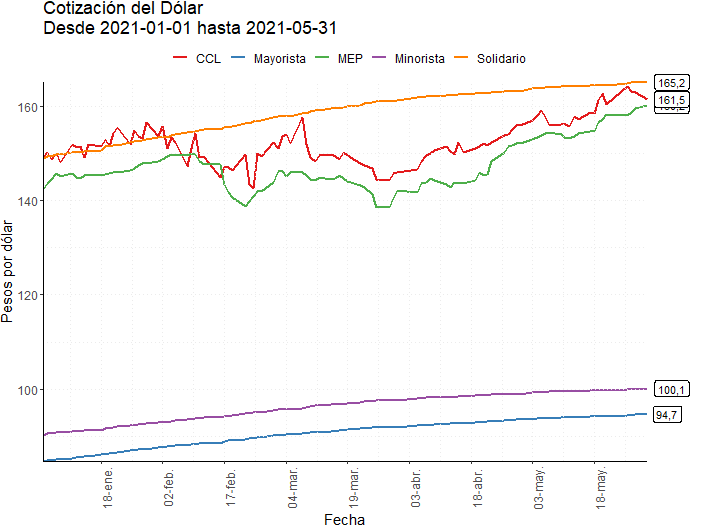 Cotización del Dólar
Desde 2021-01-01 hasta 2021-05-31
CCL Mayorista MEP Minorista Solidario
165,2
161,5
160,2
160
140
120
100
100,1
94,7
Pesos por dólar
18-ene.
02-feb.
17-feb.
04-mar.
19-mar.
03-abr.
18-abr.
03-may.
18-may.
Fecha